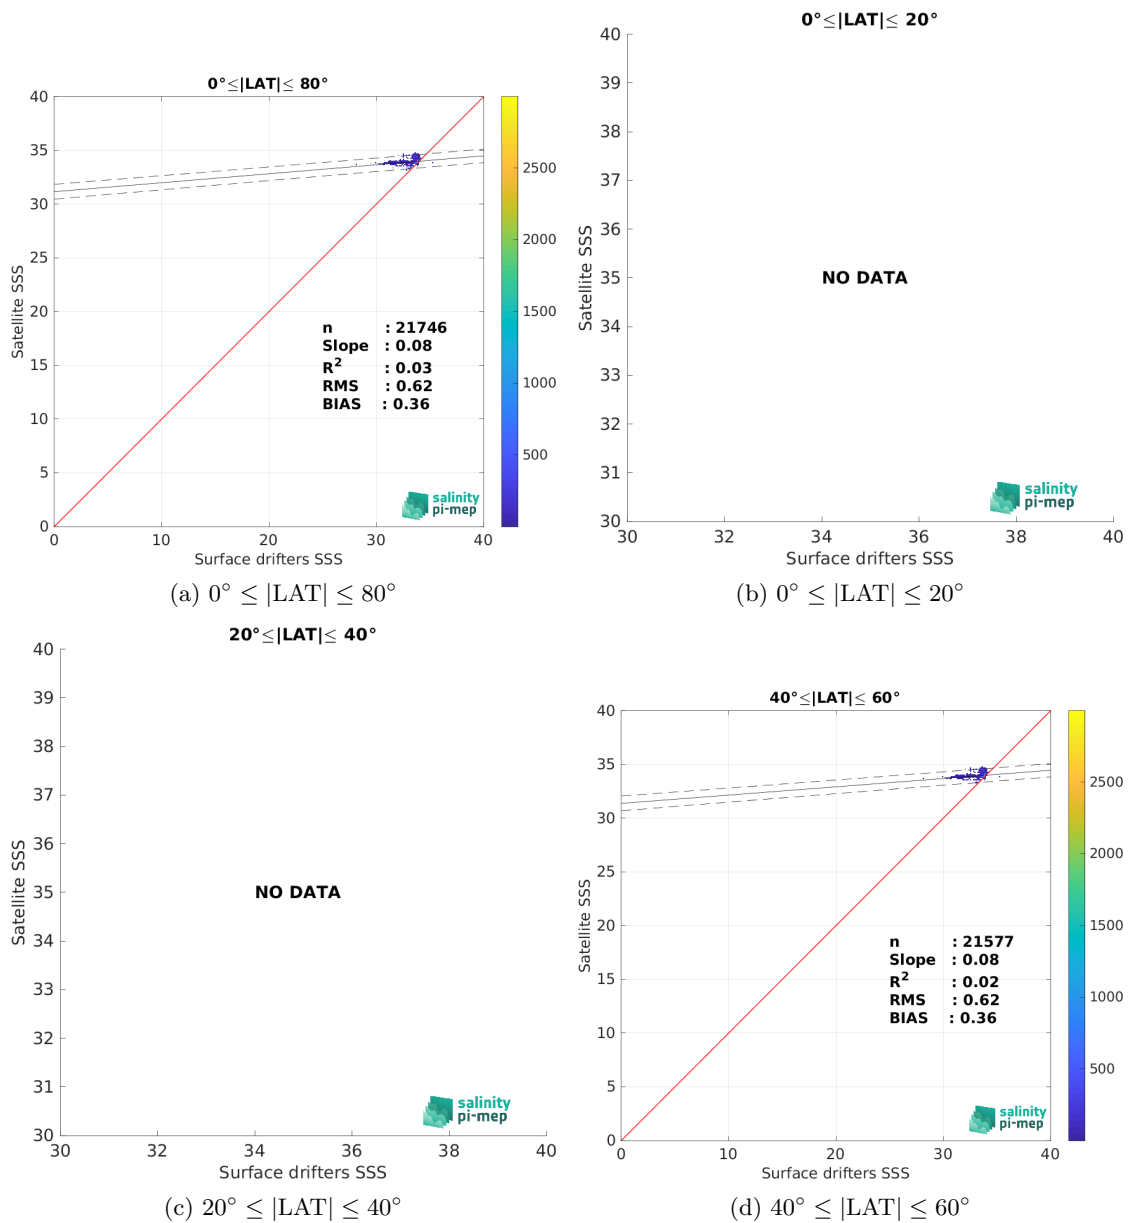 0°≤|LAT|≤ 80°
40
35
30
25
20
15
10
5
0
Satellite SSS
n : 21746
Slope : 0.08
R² : 0.03
RMS : 0.62
BIAS : 0.36
salinity
pi-mep
0 10 20 30 40
Surface drifters SSS
2500
2000
1500
1000
500
(a) 0° ≤ |LAT| ≤ 80°
0°≤|LAT|≤ 20°
40
39
38
37
36
35
34
33
32
31
30
Satellite SSS
NO DATA
salinity
pi-mep
30 32 34 36 38 40
Surface drifters SSS
(b) 0° ≤ |LAT| ≤ 20°
20°≤|LAT|≤ 40°
40
39
38
37
36
35
34
33
32
31
30
Satellite SSS
NO DATA
salinity
pi-mep
30 32 34 36 38 40
Surface drifters SSS
(c) 20° ≤ |LAT| ≤ 40°
40°≤|LAT|≤ 60°
40
35
30
25
20
15
10
5
0
Satellite SSS
n : 21577
Slope : 0.08
R² : 0.02
RMS : 0.62
BIAS : 0.36
salinity
pi-mep
0 10 20 30 40
Surface drifters SSS
2500
2000
1500
1000
500
(d) 40° ≤ |LAT| ≤ 60°